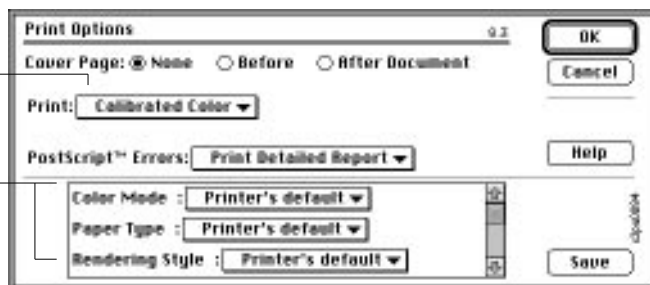 Print Options
8.2
OK
Cover Page: None Before After Document
Cancel
Print: Calibrated Color
PostScript™ Errors: Print Detailed Report
Help
Color Mode : Printer's default
Paper Type : Printer's default
Rendering Style : Printer's default
Save